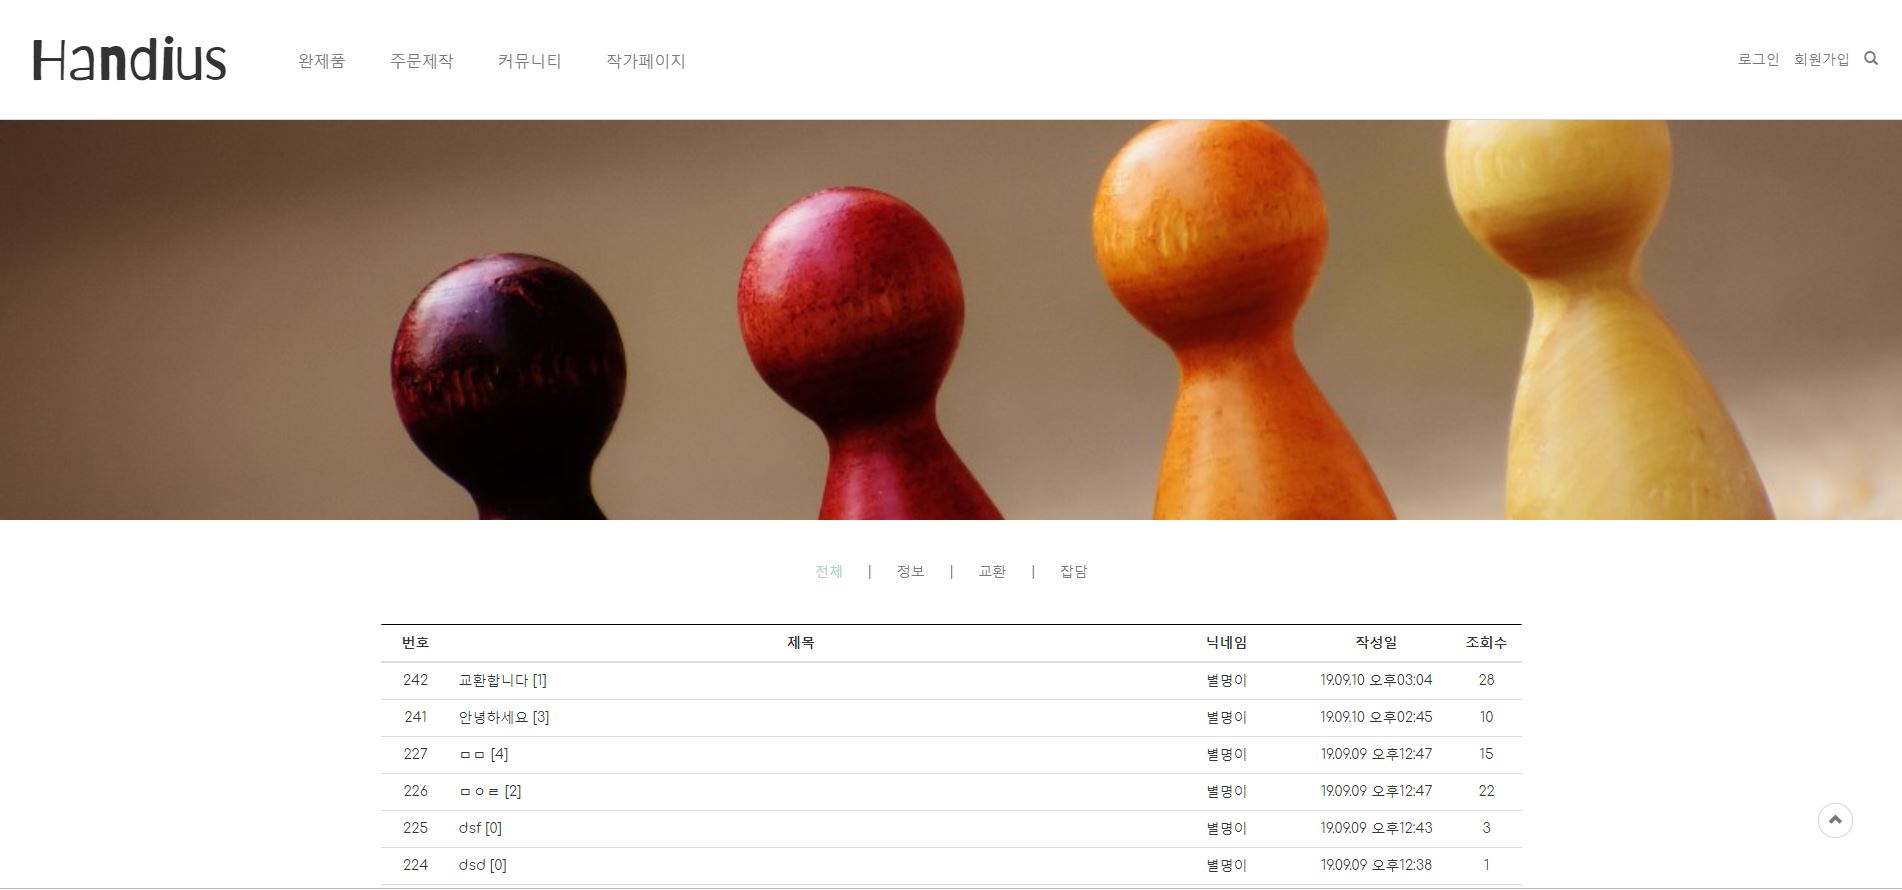 Handius 완제품 주문제작 커뮤니티 작가페이지 로그인 회원가입
전체 | 정보 | 교환 | 잡담
번호 제목 닉네임 작성일 조회수
242 교환합니다 [1] 별명이 19.09.10 오후03:04 28
241 안녕하세요 [3] 별명이 19.09.10 오후02:45 10
227 ㅁㅁ [4] 별명이 19.09.09 오후12:47 15
226 ㅁㅇㄹ [2] 별명이 19.09.09 오후12:47 22
225 dsf [0] 별명이 19.09.09 오후12:43 3
224 dsd [0] 별명이 19.09.09 오후12:38 1